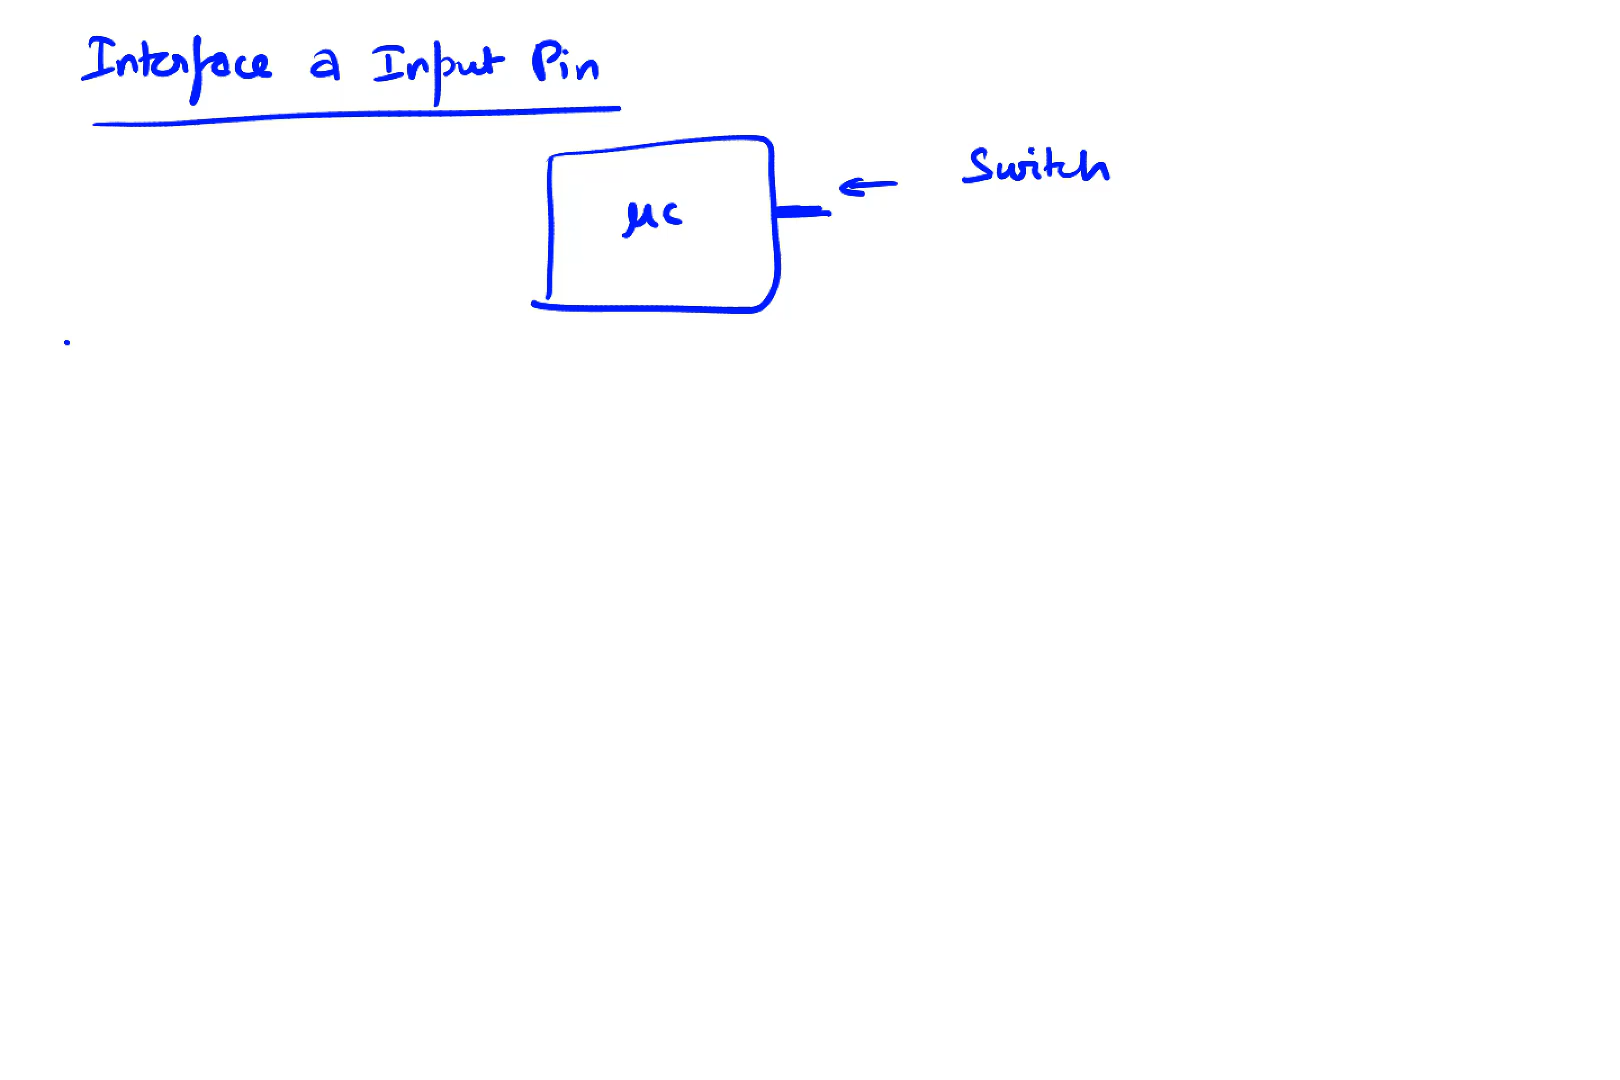 Interface a Input Pin
Switch
μc